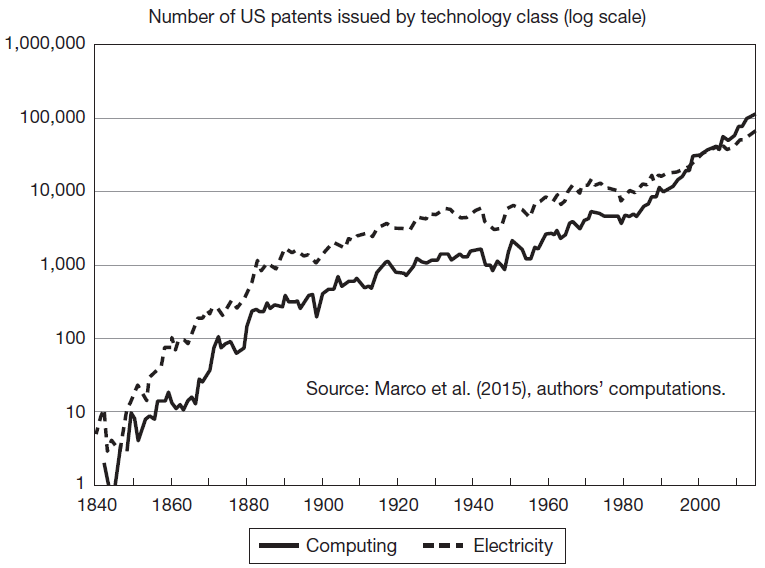 Number of US patents issued by technology class (log scale)
1,000,000
100,000
10,000
1,000
100
10
1
Source: Marco et al. (2015), authors’ computations.
1840 1860 1880 1900 1920 1940 1960 1980 2000
Computing Electricity